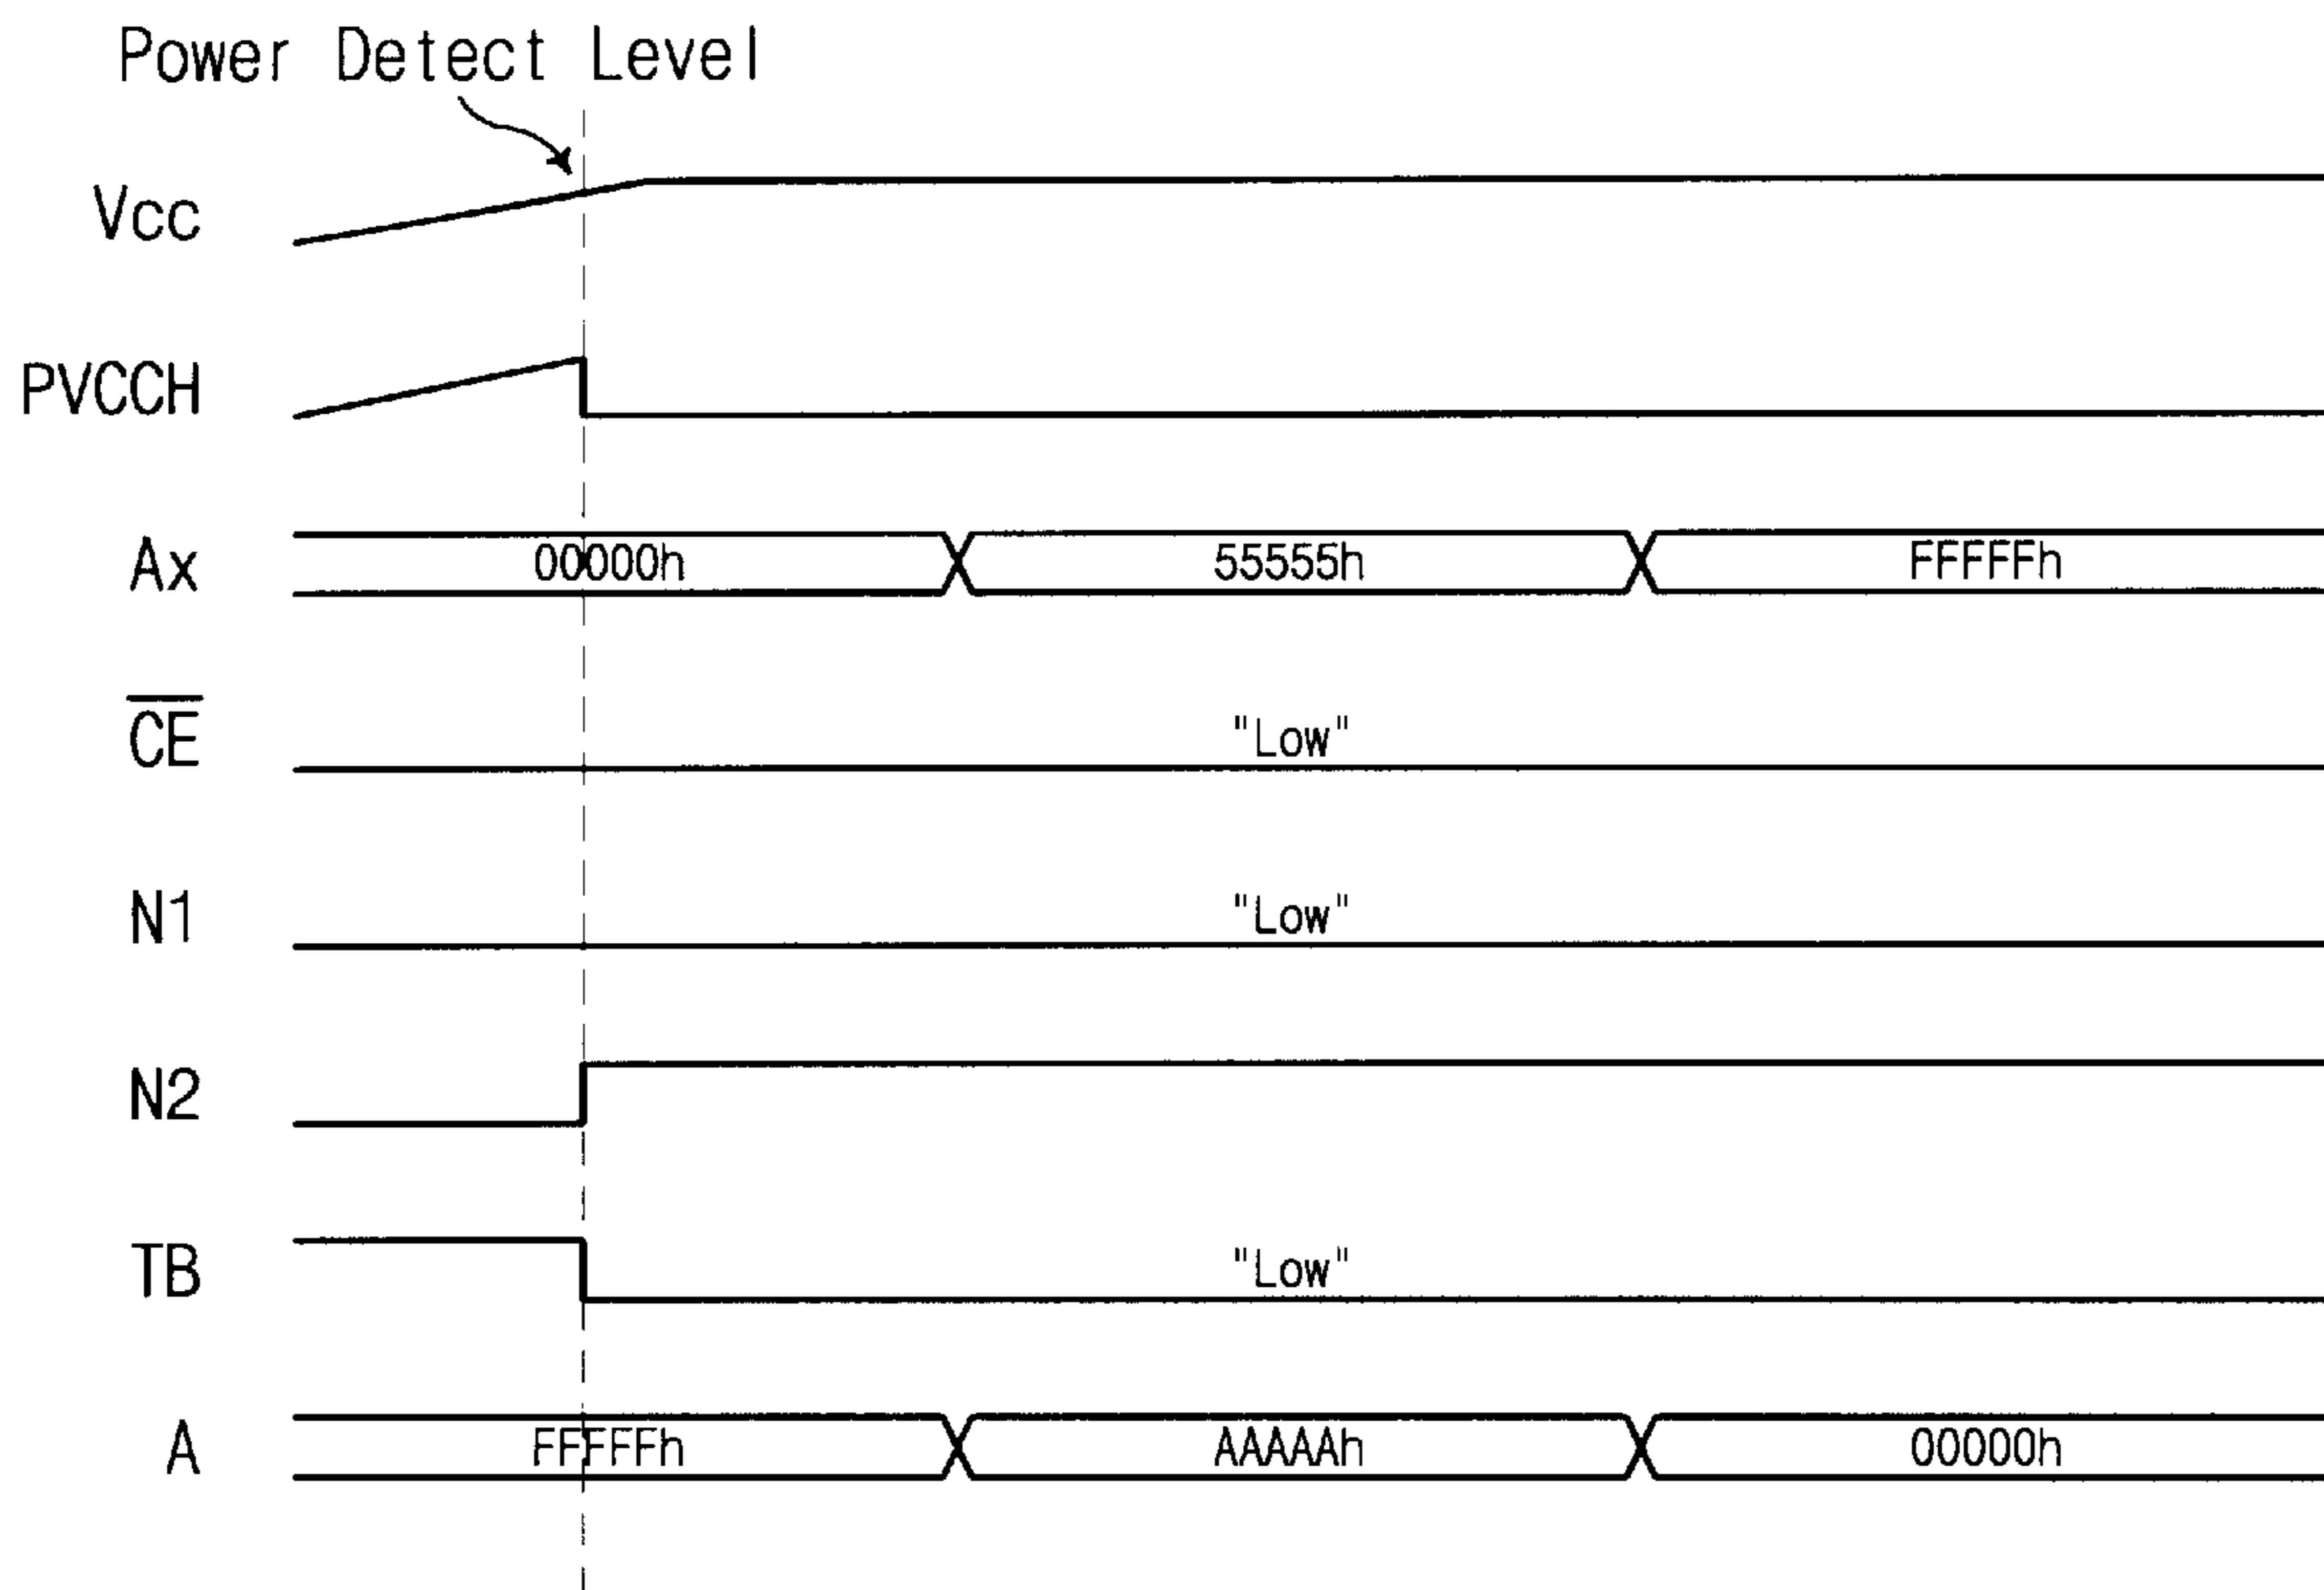 Power Detect Level
Vcc
PVCCH
Ax 00000h 55555h FFFFFh
CE "Low"
N1 "Low"
N2
TB "Low"
A FFFFFh AAAAAh 00000h